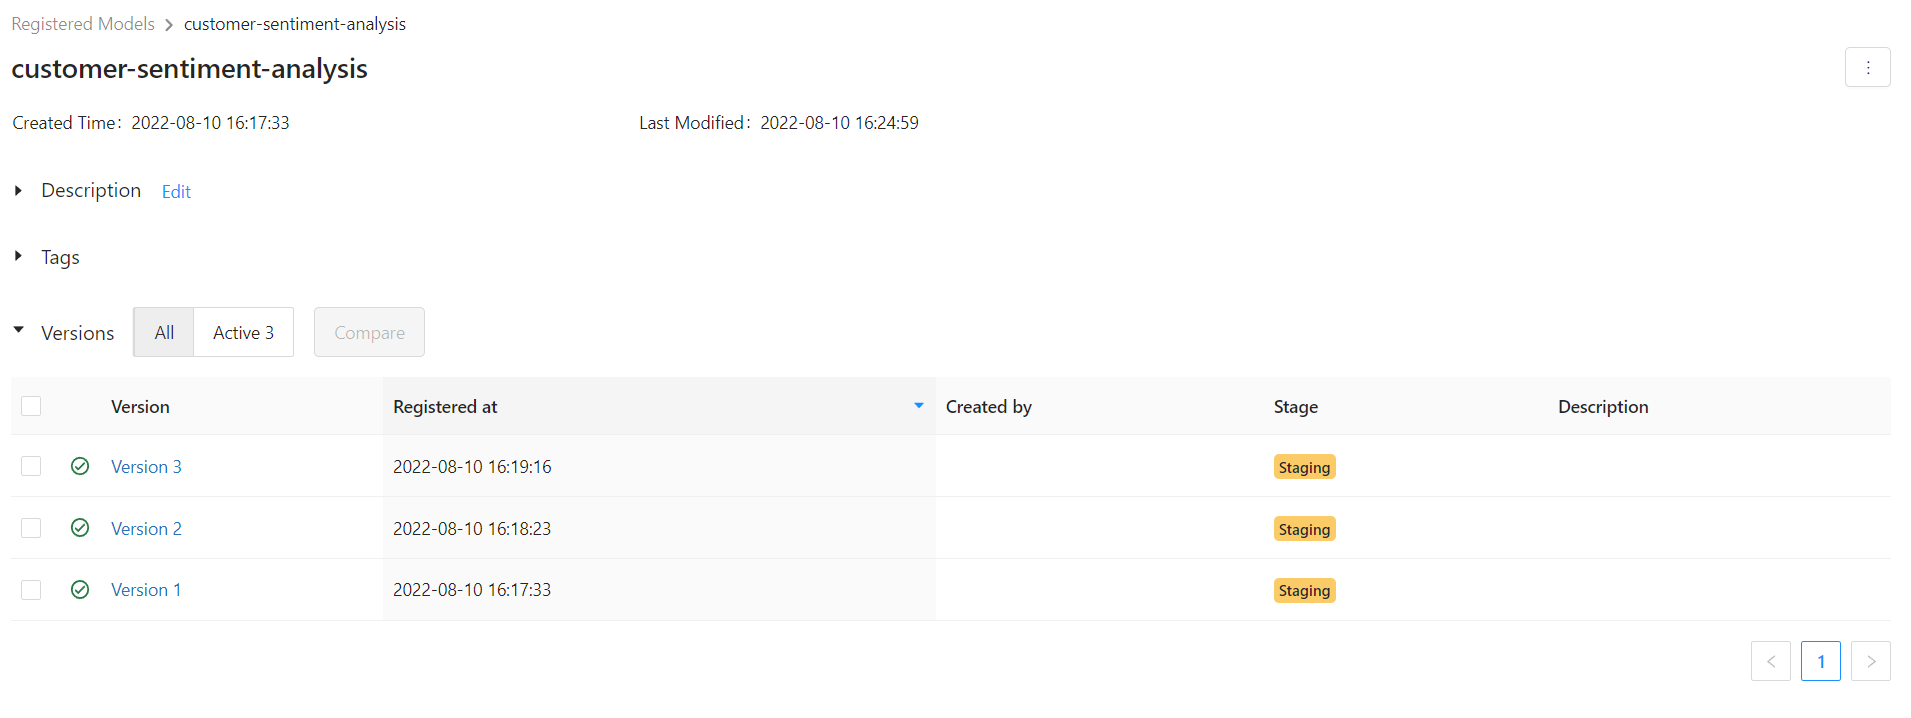 Registered Models > customer-sentiment-analysis
customer-sentiment-analysis
Created Time: 2022-08-10 16:17:33 Last Modified: 2022-08-10 16:24:59
Description Edit
Tags
Versions All Active 3 Compare
Version Registered at Created by Stage Description
Version 3 2022-08-10 16:19:16 Staging
Version 2 2022-08-10 16:18:23 Staging
Version 1 2022-08-10 16:17:33 Staging
< 1 >